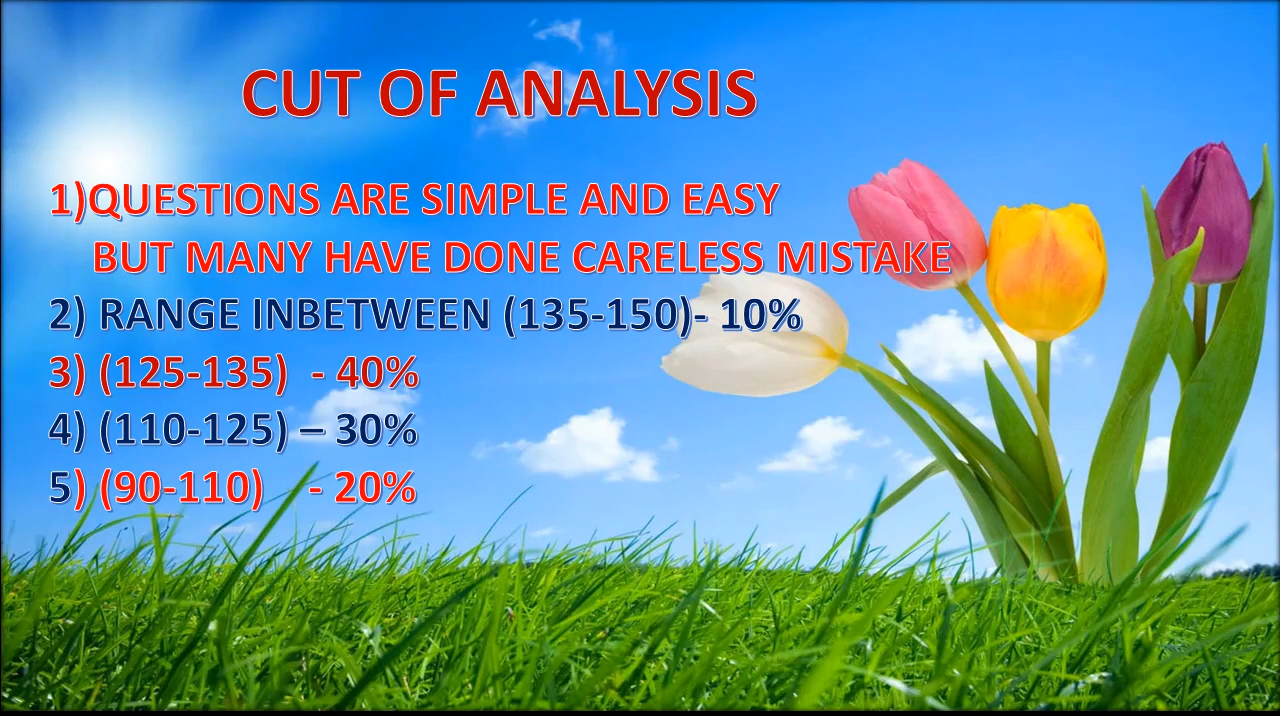 CUT OF ANALYSIS
1)QUESTIONS ARE SIMPLE AND EASY
BUT MANY HAVE DONE CARELESS MISTAKE
2) RANGE INBETWEEN (135-150)- 10%
3) (125-135) - 40%
4) (110-125) – 30%
5) (90-110) - 20%